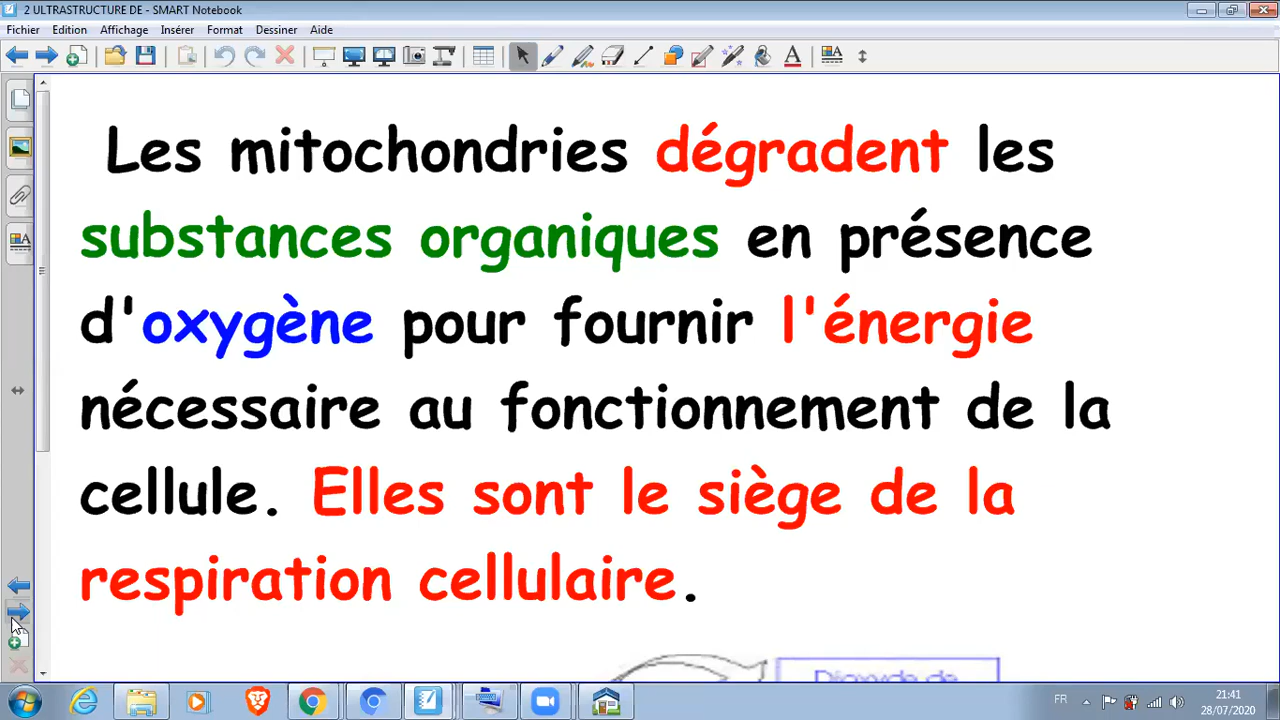 2 ULTRASTRUCTURE DE - SMART Notebook
Fichier Edition Affichage Insérer Format Dessiner Aide
Les mitochondries dégradent les
substances organiques en présence
d'oxygène pour fournir l'énergie
nécessaire au fonctionnement de la
cellule. Elles sont le siège de la
respiration cellulaire.
Dioxyde de
FR
21:41
28/07/2020